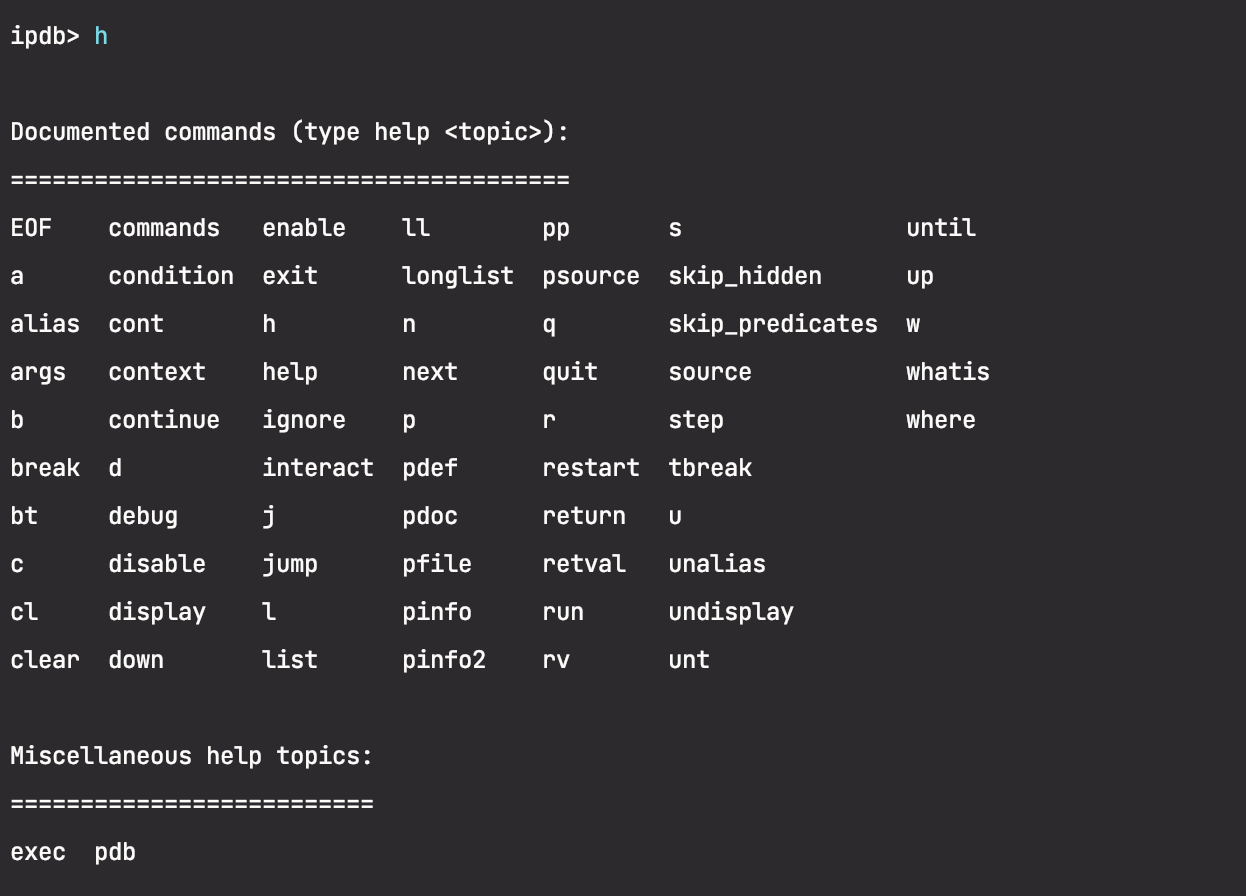 ipdb> h
Documented commands (type help <topic>):
========================================
EOF    commands   enable    ll        pp       s                until
a      condition  exit      longlist  psource  skip_hidden      up
alias  cont       h         n         q        skip_predicates  w
args   context    help      next      quit     source           whatis
b      continue   ignore    p         r        step             where
break  d          interact  pdef      restart  tbreak
bt     debug      j         pdoc      return   u
c      disable    jump      pfile     retval   unalias
cl     display    l         pinfo     run      undisplay
clear  down       list      pinfo2    rv       unt
Miscellaneous help topics:
==========================
exec  pdb